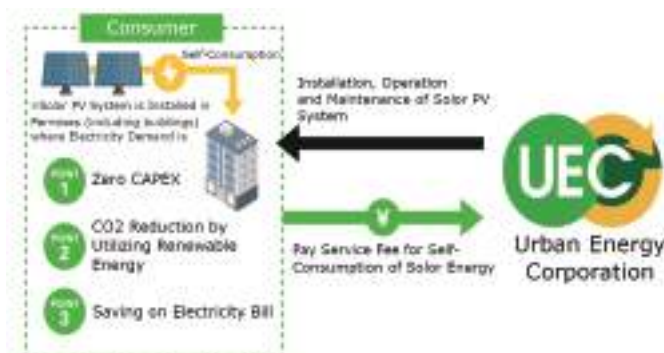 Consumer
Self-Consumption
Solar PV System is Installed in
Premises (including buildings)
where Electricity Demand is
POINT
1
Zero CAPEX
POINT
2
CO2 Reduction by
Utilizing Renewable
Energy
POINT
3
Saving on Electricity Bill
Installation, Operation
and Maintenance of Solar PV
System
¥
Pay Service Fee for Self-
Consumption of Solar Energy
UEC
Urban Energy
Corporation